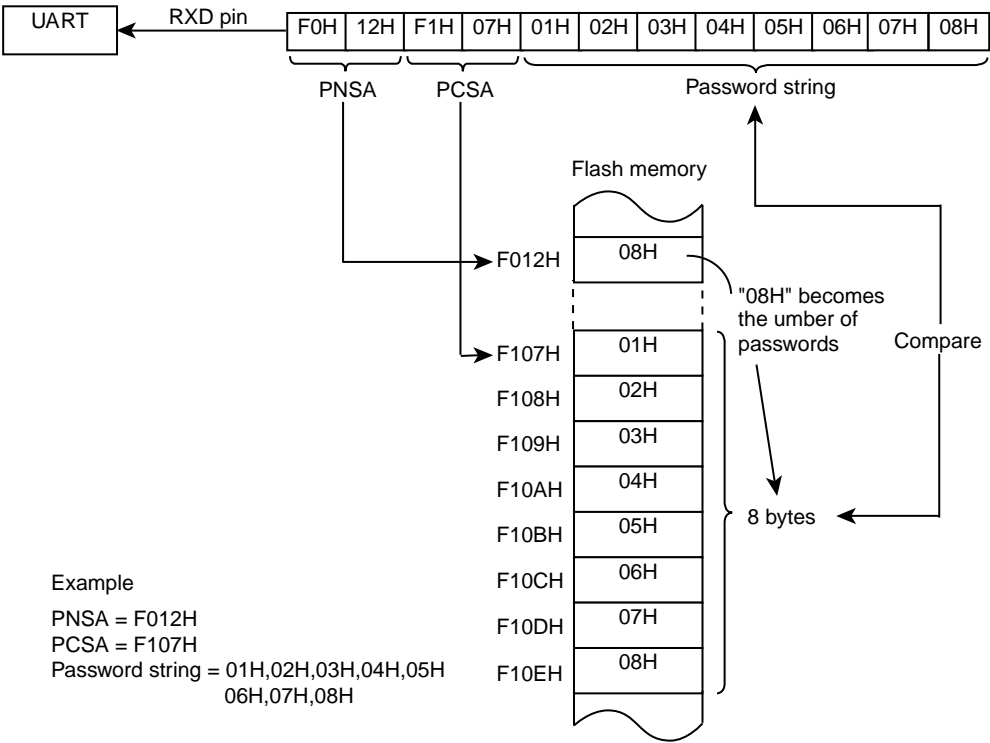 UART
RXD pin
F0H 12H F1H 07H 01H 02H 03H 04H 05H 06H 07H 08H
PNSA
PCSA
Password string
Flash memory
F012H
08H
"08H" becomes
the umber of
passwords
Compare
F107H
01H
F108H
02H
F109H
03H
F10AH
04H
F10BH
05H
8 bytes
F10CH
06H
F10DH
07H
F10EH
08H
Example
PNSA = F012H
PCSA = F107H
Password string = 01H,02H,03H,04H,05H
06H,07H,08H